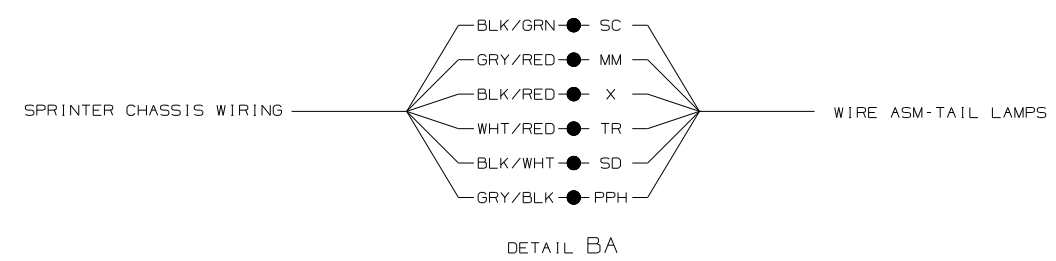 BLK/GRN SC
GRY/RED MM
BLK/RED X
SPRINTER CHASSIS WIRING WIRE ASM-TAIL LAMPS
WHT/RED TR
BLK/WHT SD
GRY/BLK PPH
DETAIL BA